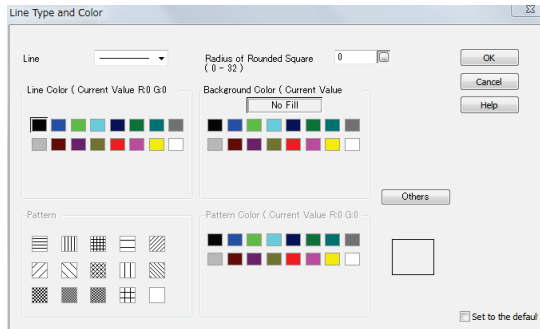 Line Type and Color
Line
Radius of Rounded Square
( 0 - 32 )
0
OK
Cancel
Help
Line Color ( Current Value R:0 G:0
Background Color ( Current Value
No Fill
Others
Pattern
Pattern Color ( Current Value R:0 G:0
Set to the defaul